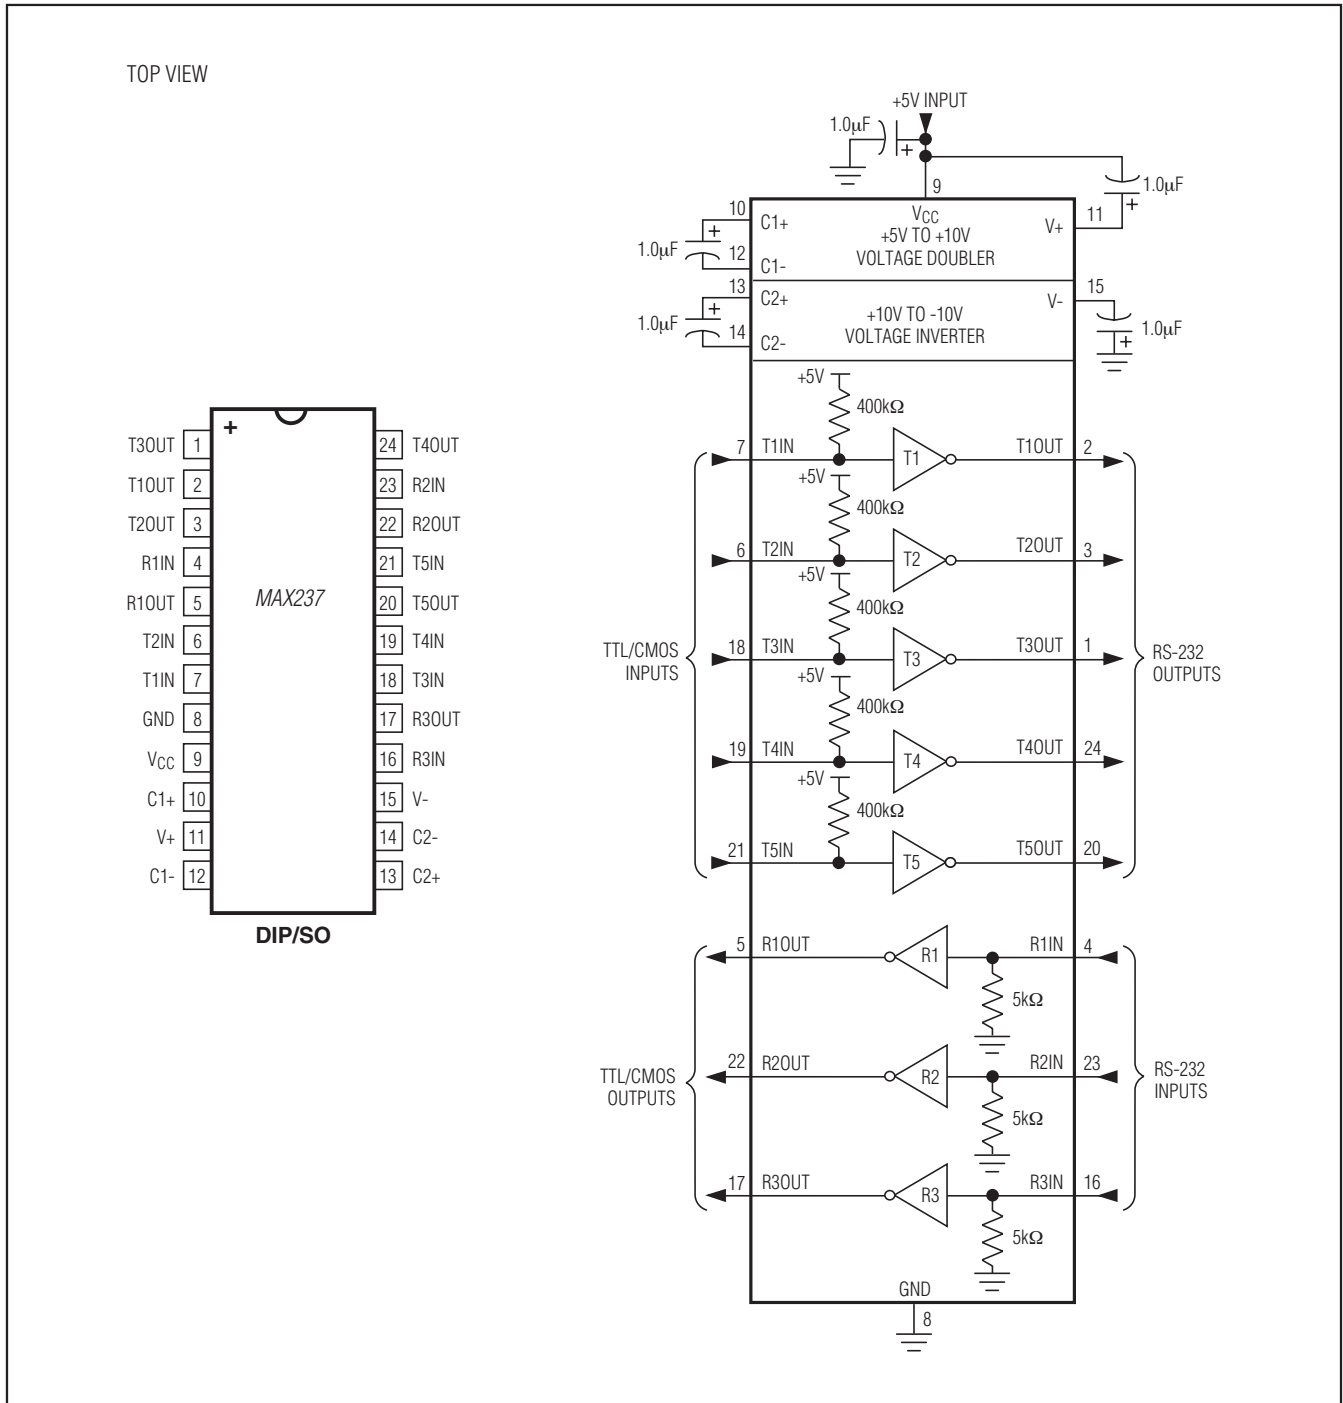 TOP VIEW
+
MAX237
T3OUT 1
T1OUT 2
T2OUT 3
R1IN 4
R1OUT 5
T2IN 6
T1IN 7
GND 8
VCC 9
C1+ 10
V+ 11
C1- 12
24 T4OUT
23 R2IN
22 R2OUT
21 T5IN
20 T5OUT
19 T4IN
18 T3IN
17 R3OUT
16 R3IN
15 V-
14 C2-
13 C2+
DIP/SO
+5V INPUT
1.0μF
+
9
1.0μF
+
10
C1+
VCC
+5V TO +10V
VOLTAGE DOUBLER
V+
11
1.0μF
+
12
C1-
13
C2+
+10V TO -10V
VOLTAGE INVERTER
V-
15
1.0μF
+
14
C2-
1.0μF
+
+5V
400kΩ
7 T1IN T1 T1OUT 2
+5V
400kΩ
6 T2IN T2 T2OUT 3
+5V
400kΩ
TTL/CMOS
INPUTS
18 T3IN T3 T3OUT 1
RS-232
OUTPUTS
+5V
400kΩ
19 T4IN T4 T4OUT 24
+5V
400kΩ
21 T5IN T5 T5OUT 20
5 R1OUT R1 R1IN 4
5kΩ
TTL/CMOS
OUTPUTS
22 R2OUT R2 R2IN 23
RS-232
INPUTS
5kΩ
17 R3OUT R3 R3IN 16
5kΩ
GND
8